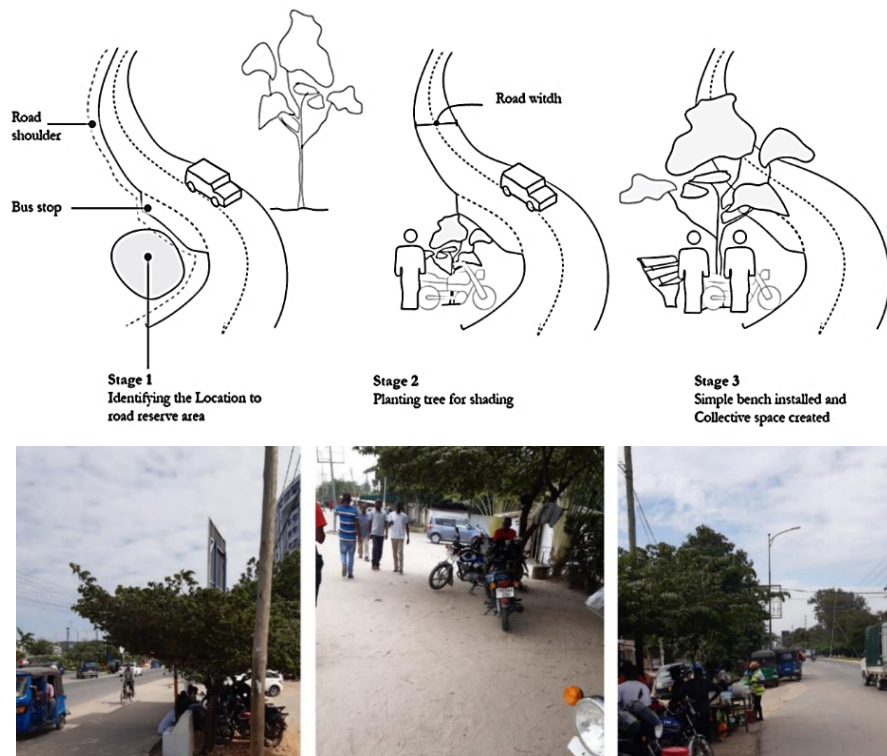 Road
shoulder
Bus stop
Road witdh
Stage 1
Identifying the Location to
road reserve area
Stage 2
Planting tree for shading
Stage 3
Simple bench installed and
Collective space created